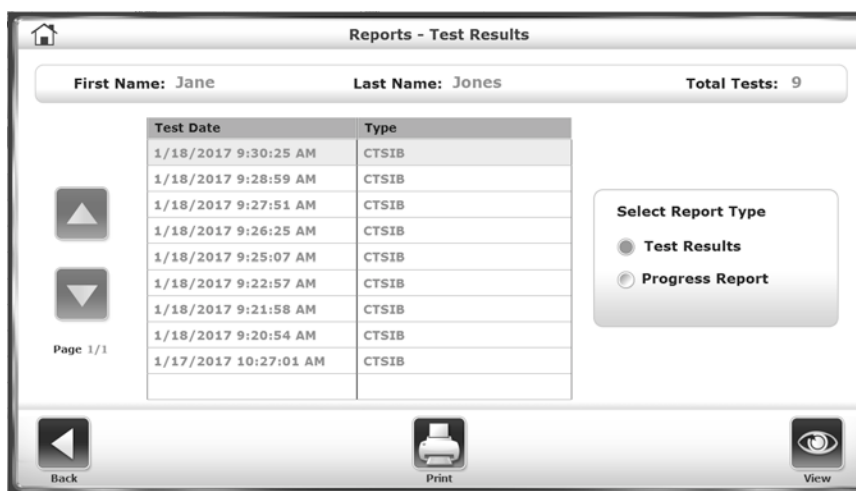 Reports - Test Results
First Name: Jane Last Name: Jones Total Tests: 9
Test Date Type
1/18/2017 9:30:25 AM CTSIB
1/18/2017 9:28:59 AM CTSIB
1/18/2017 9:27:51 AM CTSIB
1/18/2017 9:26:25 AM CTSIB
1/18/2017 9:25:07 AM CTSIB
1/18/2017 9:22:57 AM CTSIB
1/18/2017 9:21:58 AM CTSIB
1/18/2017 9:20:54 AM CTSIB
1/17/2017 10:27:01 AM CTSIB
Page 1/1
Select Report Type
Test Results
Progress Report
Back Print View